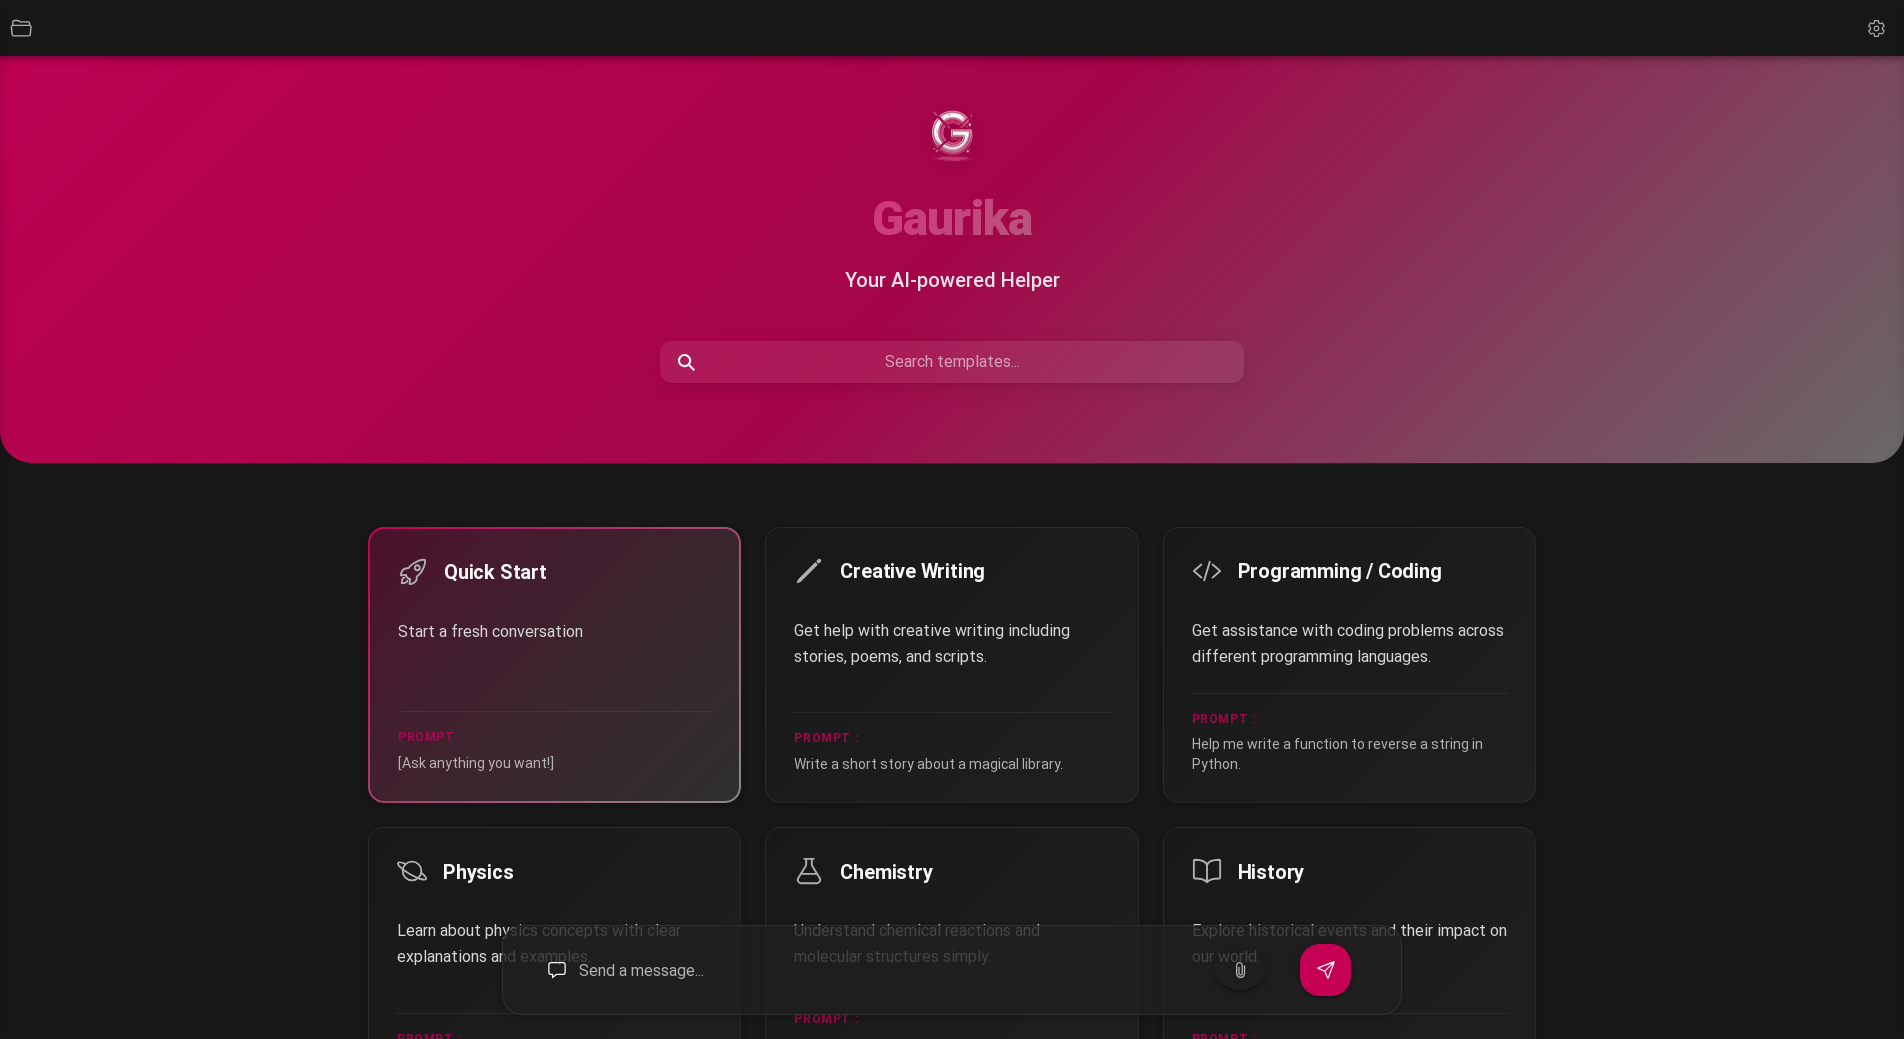 G
Gaurika
Your AI-powered Helper
Search templates...
Quick Start
Start a fresh conversation
PROMPT :
[Ask anything you want!]
Creative Writing
Get help with creative writing including
stories, poems, and scripts.
PROMPT :
Write a short story about a magical library.
Programming / Coding
Get assistance with coding problems across
different programming languages.
PROMPT :
Help me write a function to reverse a string in
Python.
Physics
Learn about physics concepts with clear
explanations and examples.
PROMPT :
Chemistry
Understand chemical reactions and
molecular structures simply.
PROMPT :
History
Explore historical events and their impact on
our world.
PROMPT :
Send a message...